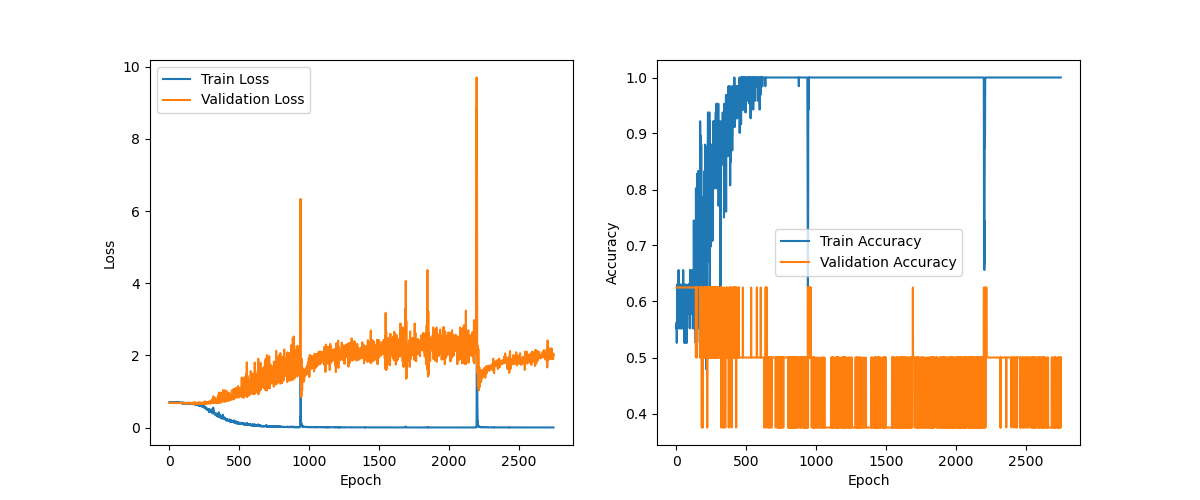 Train Loss
Validation Loss
10
8
6
4
2
0
Loss
0 500 1000 1500 2000 2500
Epoch
Train Accuracy
Validation Accuracy
1.0
0.9
0.8
0.7
0.6
0.5
0.4
Accuracy
0 500 1000 1500 2000 2500
Epoch